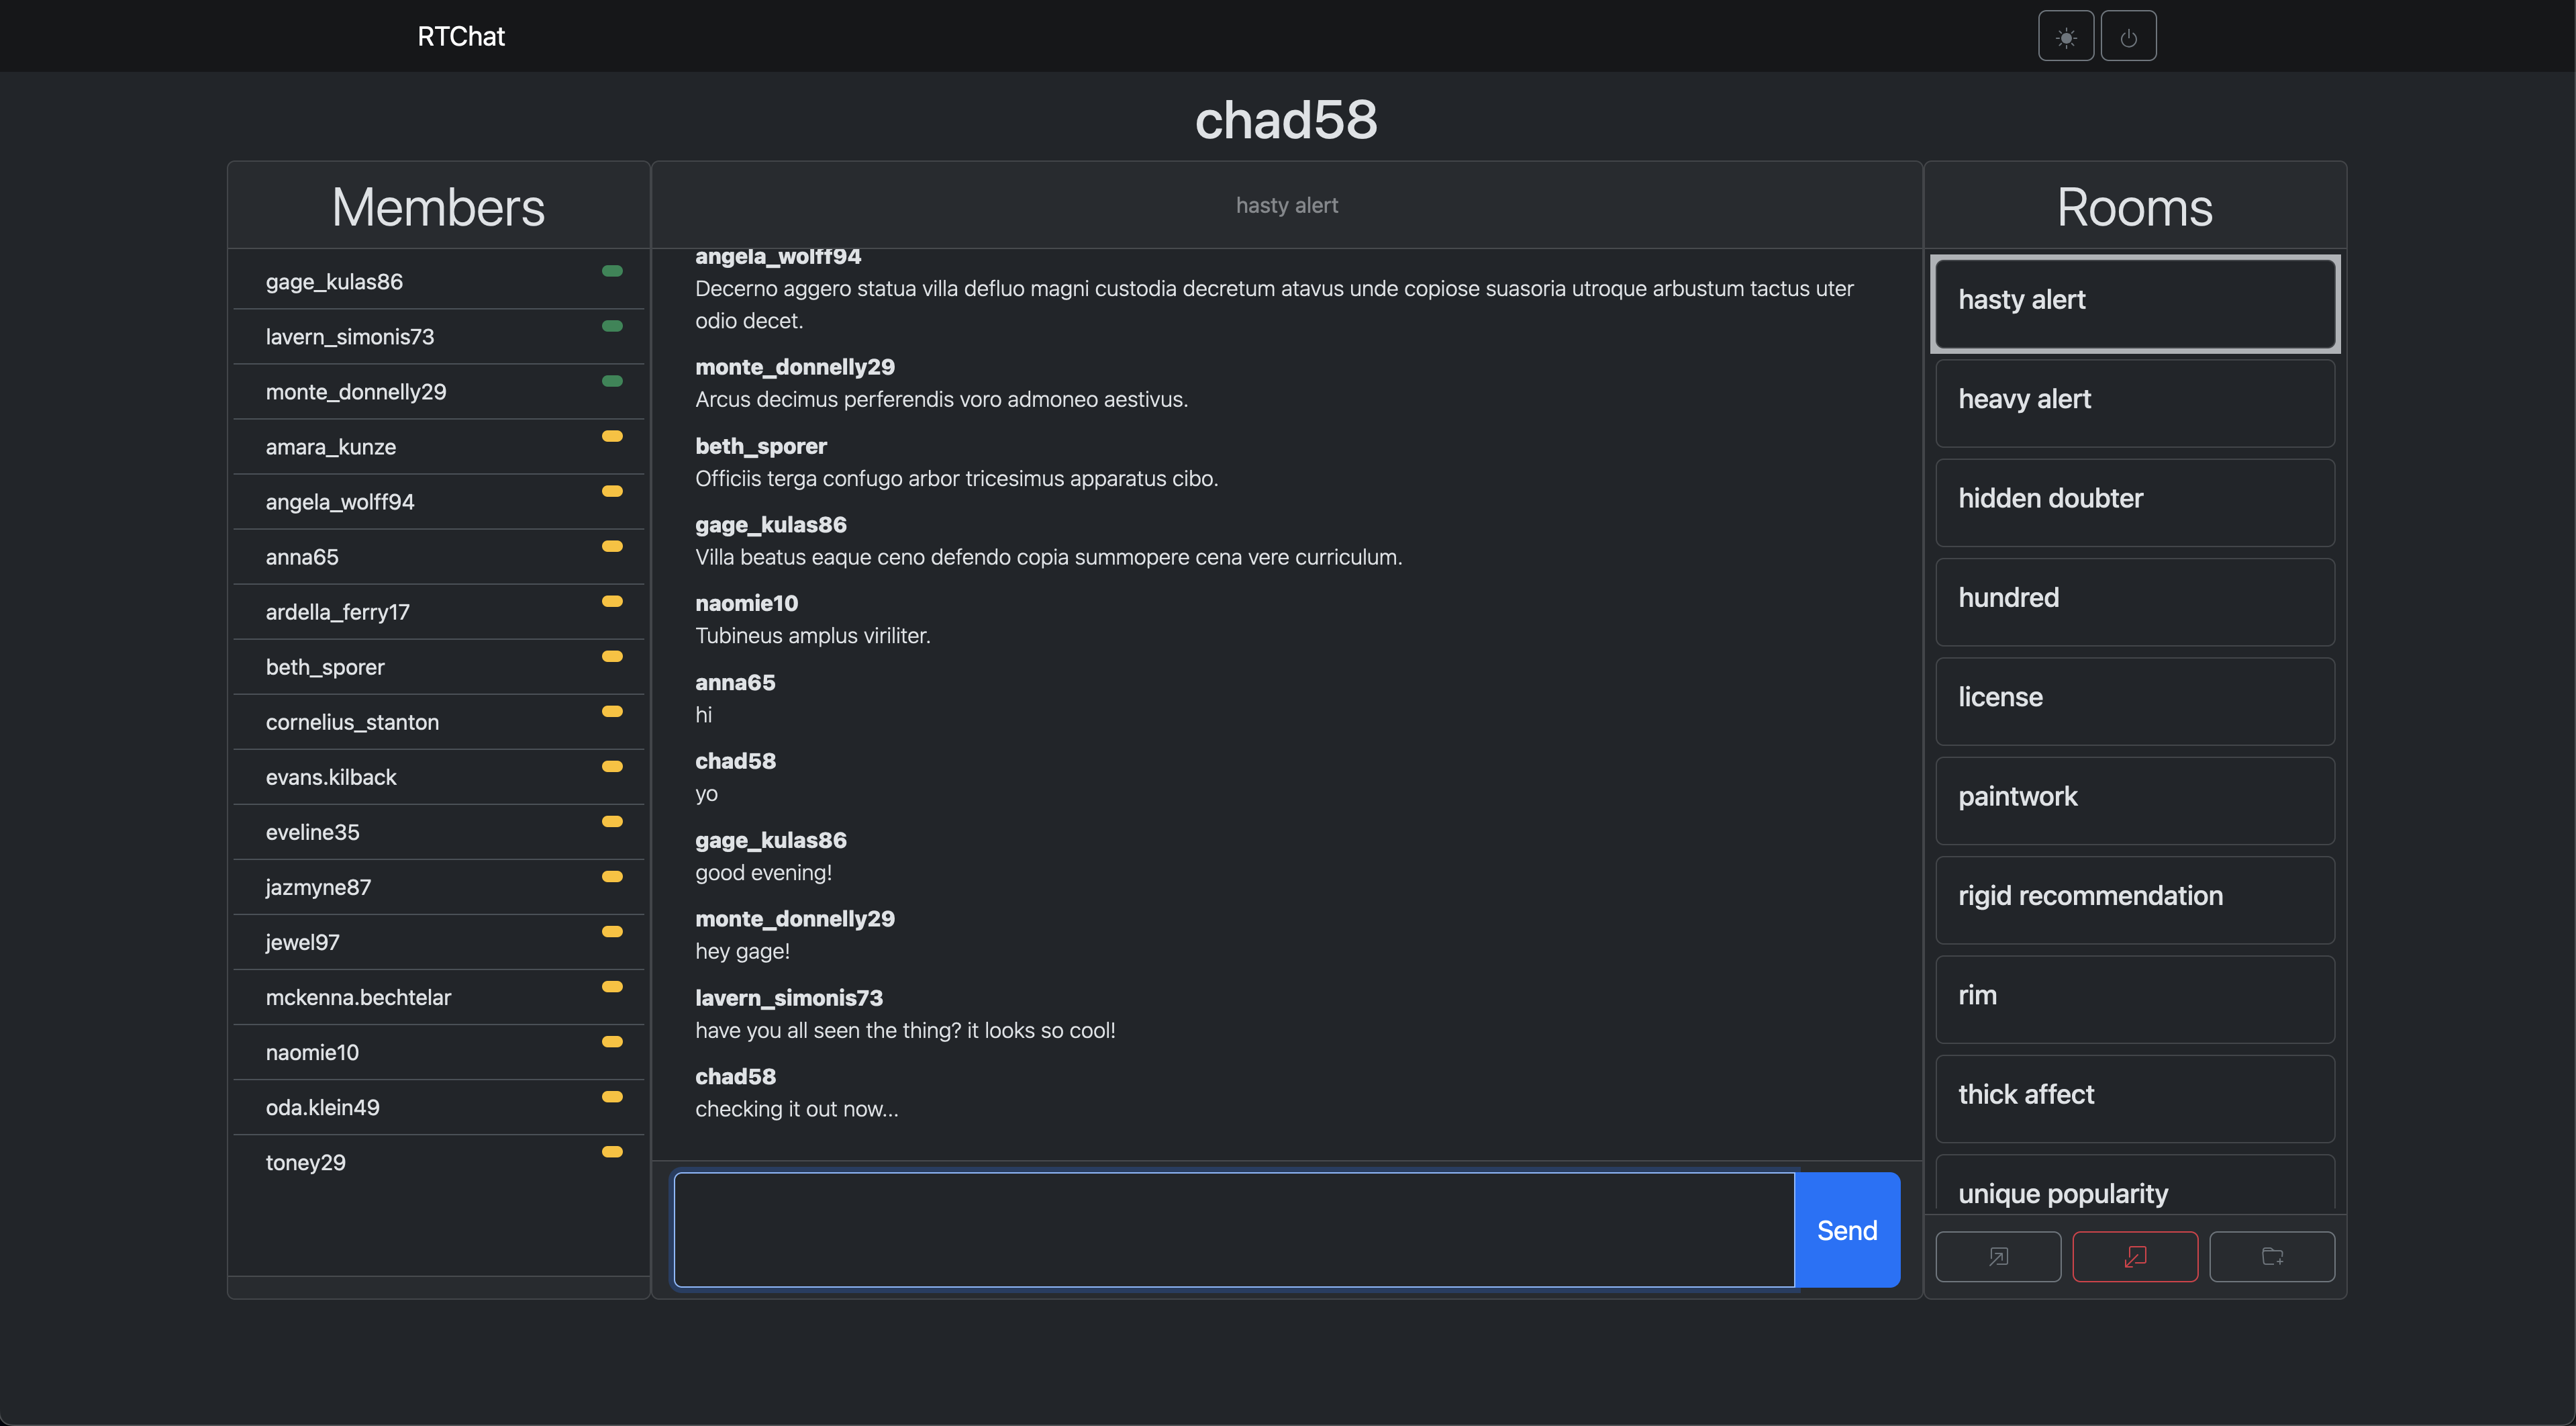 RTChat
chad58
Members
gage_kulas86
lavern_simonis73
monte_donnelly29
amara_kunze
angela_wolff94
anna65
ardella_ferry17
beth_sporer
cornelius_stanton
evans.kilback
eveline35
jazmyne87
jewel97
mckenna.bechtelar
naomie10
oda.klein49
toney29
hasty alert
angela_wolff94
Decerno aggero statua villa defluo magni custodia decretum atavus unde copiose suasoria utroque arbustum tactus uter
odio decet.
monte_donnelly29
Arcus decimus perferendis voro admoneo aestivus.
beth_sporer
Officiis terga confugo arbor tricesimus apparatus cibo.
gage_kulas86
Villa beatus eaque ceno defendo copia summopere cena vere curriculum.
naomie10
Tubineus amplus viriliter.
anna65
hi
chad58
yo
gage_kulas86
good evening!
monte_donnelly29
hey gage!
lavern_simonis73
have you all seen the thing? it looks so cool!
chad58
checking it out now...
Send
Rooms
hasty alert
heavy alert
hidden doubter
hundred
license
paintwork
rigid recommendation
rim
thick affect
unique popularity